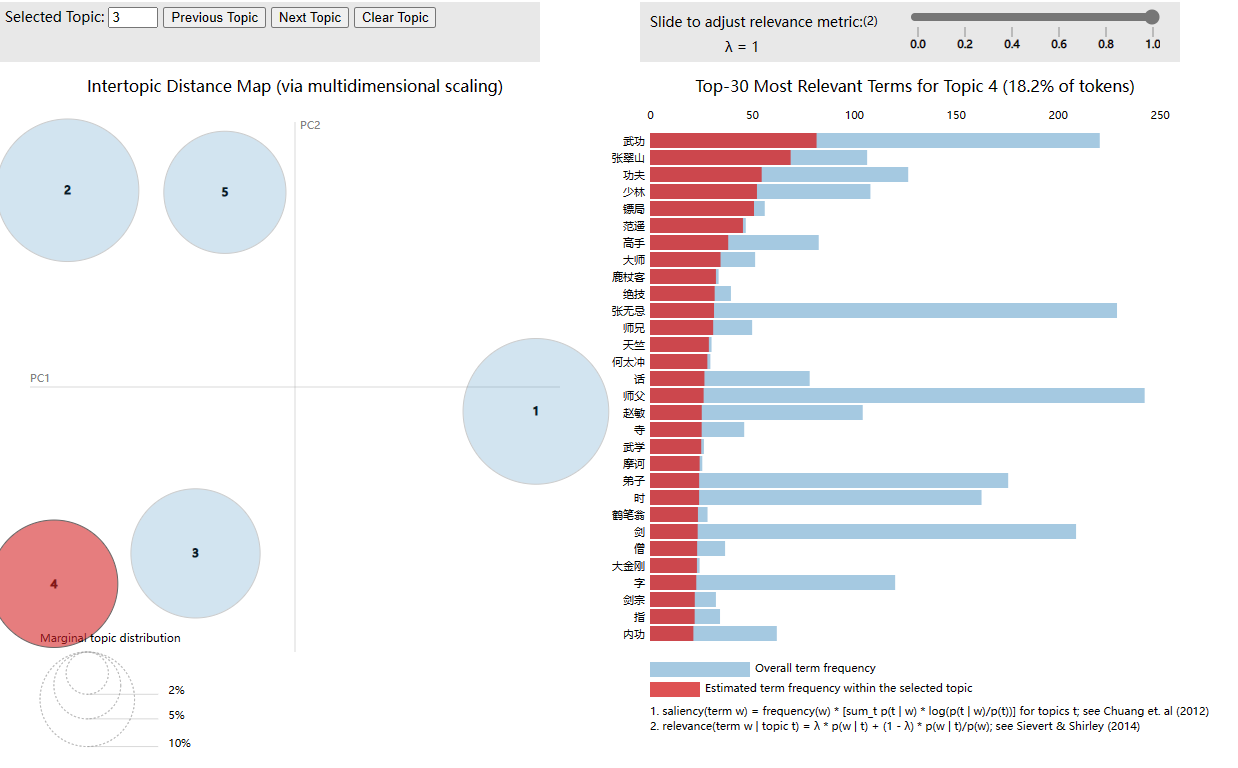 Selected Topic: 3 Previous Topic Next Topic Clear Topic
Slide to adjust relevance metric:(2)
λ = 1
0.0 0.2 0.4 0.6 0.8 1.0
Intertopic Distance Map (via multidimensional scaling)
PC2
PC1
2
5
1
3
4
Marginal topic distribution
2%
5%
10%
Top-30 Most Relevant Terms for Topic 4 (18.2% of tokens)
0 50 100 150 200 250
武功
张翠山
功夫
少林
镖局
范遥
高手
大师
鹿杖客
绝技
张无忌
师兄
天竺
何太冲
话
师父
赵敏
寺
武学
摩诃
弟子
时
鹤笔翁
剑
僧
大金刚
字
剑宗
指
内功
Overall term frequency
Estimated term frequency within the selected topic
1. saliency(term w) = frequency(w) * [sum_t p(t | w) * log(p(t | w)/p(t))] for topics t; see Chuang et. al (2012)
2. relevance(term w | topic t) = λ * p(w | t) + (1 - λ) * p(w | t)/p(w); see Sievert & Shirley (2014)